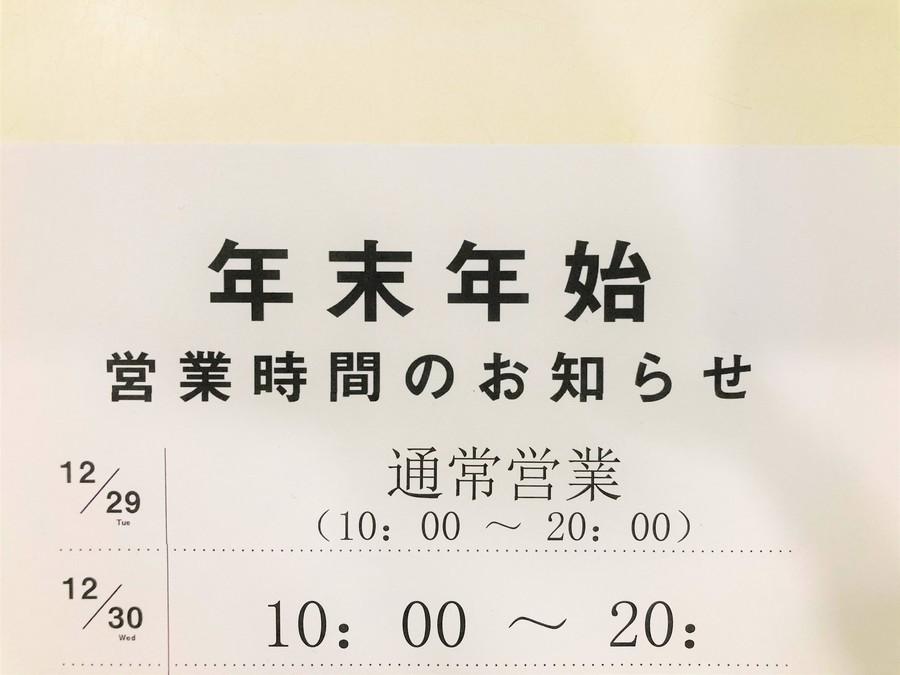 年末年始
営業時間のお知らせ
12/29
Tue
通常営業
（10：00 ～ 20：00）
12/30
Wed
10：00 ～ 20：